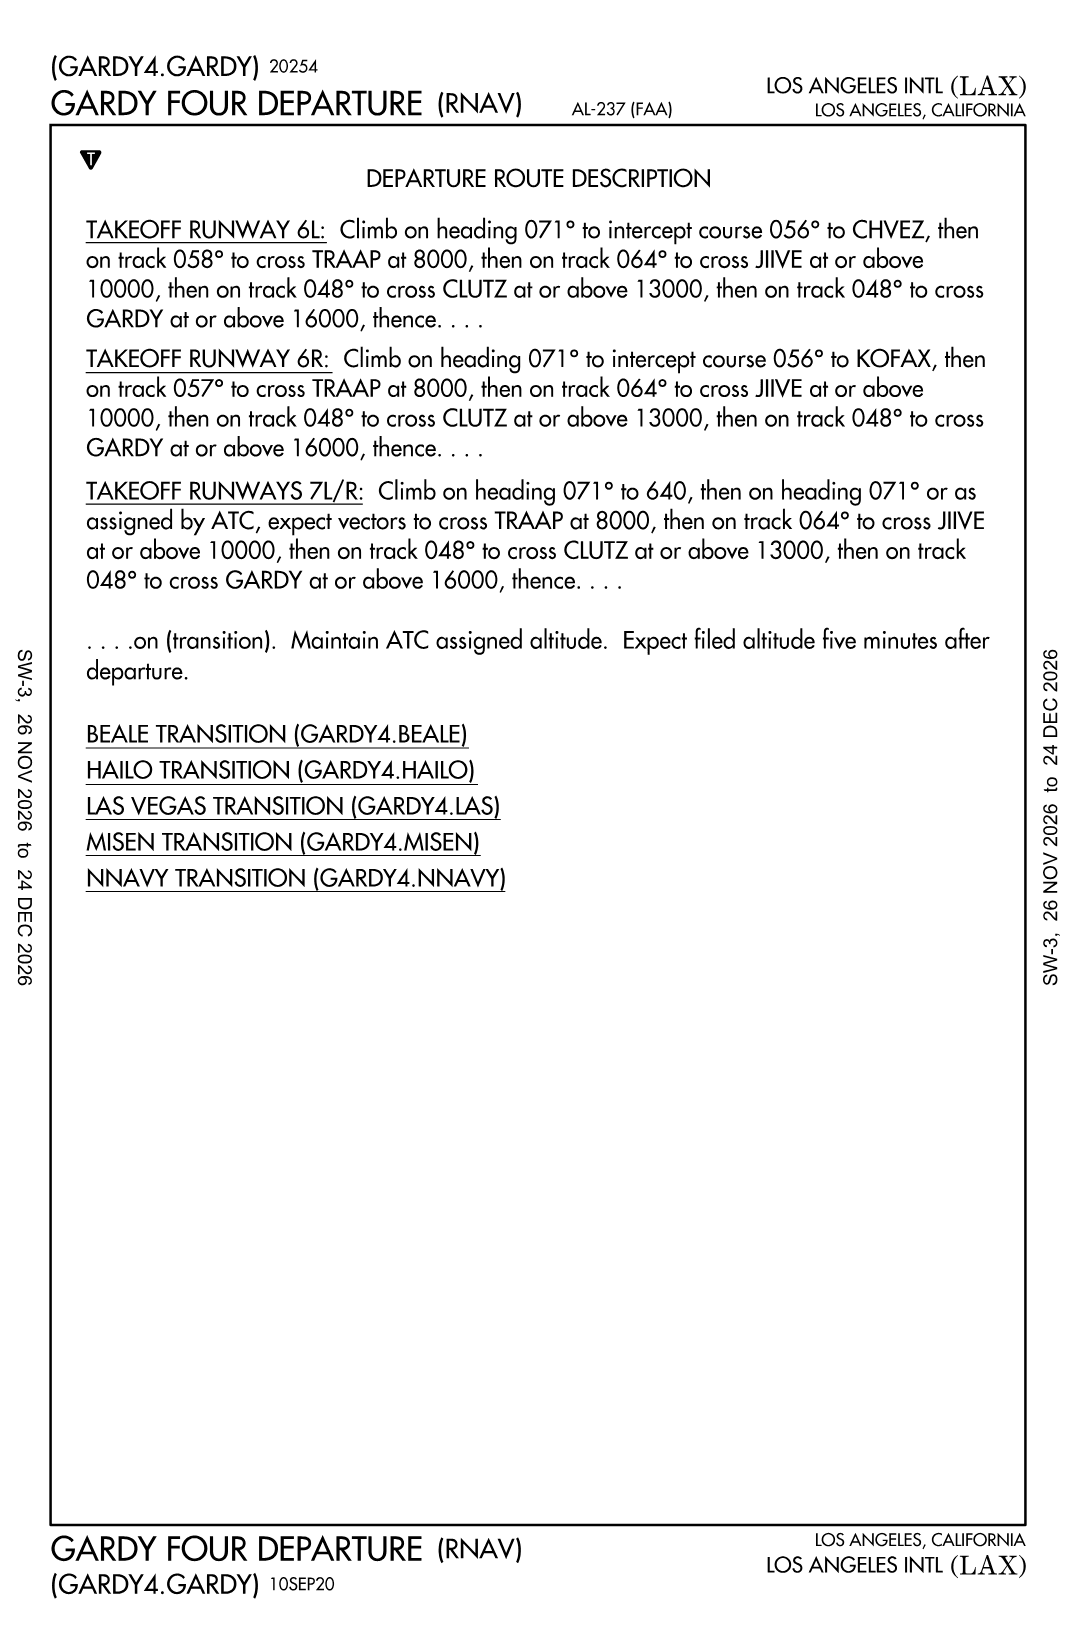 (GARDY4.GARDY) 20254
GARDY FOUR DEPARTURE (RNAV)
AL-237 (FAA)
LOS ANGELES INTL (LAX)
LOS ANGELES, CALIFORNIA
T
DEPARTURE ROUTE DESCRIPTION
TAKEOFF RUNWAY 6L: Climb on heading 071° to intercept course 056° to CHVEZ, then
on track 058° to cross TRAAP at 8000, then on track 064° to cross JIIVE at or above
10000, then on track 048° to cross CLUTZ at or above 13000, then on track 048° to cross
GARDY at or above 16000, thence. . . .
TAKEOFF RUNWAY 6R: Climb on heading 071° to intercept course 056° to KOFAX, then
on track 057° to cross TRAAP at 8000, then on track 064° to cross JIIVE at or above
10000, then on track 048° to cross CLUTZ at or above 13000, then on track 048° to cross
GARDY at or above 16000, thence. . . .
TAKEOFF RUNWAYS 7L/R: Climb on heading 071° to 640, then on heading 071° or as
assigned by ATC, expect vectors to cross TRAAP at 8000, then on track 064° to cross JIIVE
at or above 10000, then on track 048° to cross CLUTZ at or above 13000, then on track
048° to cross GARDY at or above 16000, thence. . . .
. . . .on (transition). Maintain ATC assigned altitude. Expect filed altitude five minutes after
departure.
BEALE TRANSITION (GARDY4.BEALE)
HAILO TRANSITION (GARDY4.HAILO)
LAS VEGAS TRANSITION (GARDY4.LAS)
MISEN TRANSITION (GARDY4.MISEN)
NNAVY TRANSITION (GARDY4.NNAVY)
SW-3, 26 NOV 2026 to 24 DEC 2026
SW-3, 26 NOV 2026 to 24 DEC 2026
GARDY FOUR DEPARTURE (RNAV)
(GARDY4.GARDY) 10SEP20
LOS ANGELES, CALIFORNIA
LOS ANGELES INTL (LAX)